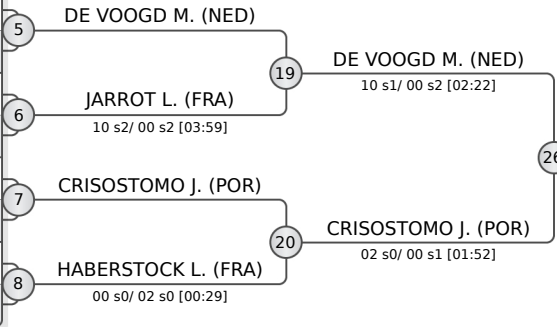 DE VOOGD M. (NED)
5
19
DE VOOGD M. (NED)
10 s1/ 00 s2 [02:22]
JARROT L. (FRA)
6
10 s2/ 00 s2 [03:59]
26
CRISOSTOMO J. (POR)
7
20
CRISOSTOMO J. (POR)
02 s0/ 00 s1 [01:52]
HABERSTOCK L. (FRA)
8
00 s0/ 02 s0 [00:29]